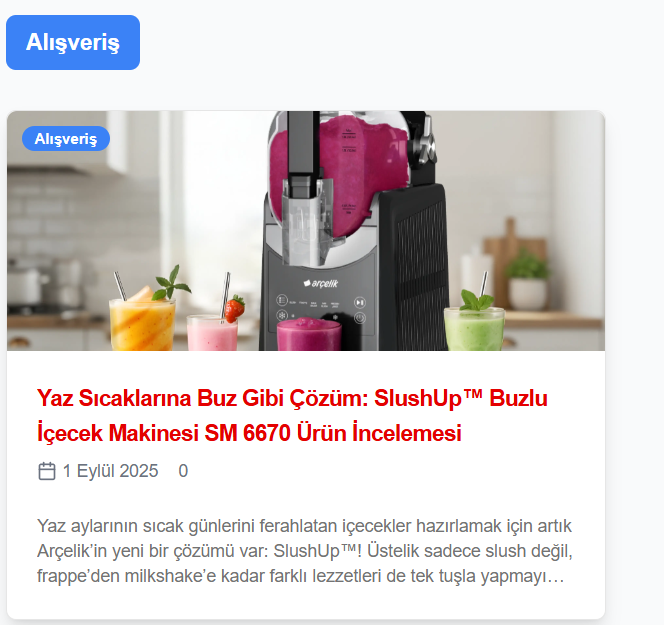 Alışveriş
Alışveriş
arçelik
Yaz Sıcaklarına Buz Gibi Çözüm: SlushUp™ Buzlu
İçecek Makinesi SM 6670 Ürün İncelemesi
1 Eylül 2025 0
Yaz aylarının sıcak günlerini ferahlatan içecekler hazırlamak için artık
Arçelik’in yeni bir çözümü var: SlushUp™! Üstelik sadece slush değil,
frappe’den milkshake’e kadar farklı lezzetleri de tek tuşla yapmayı…